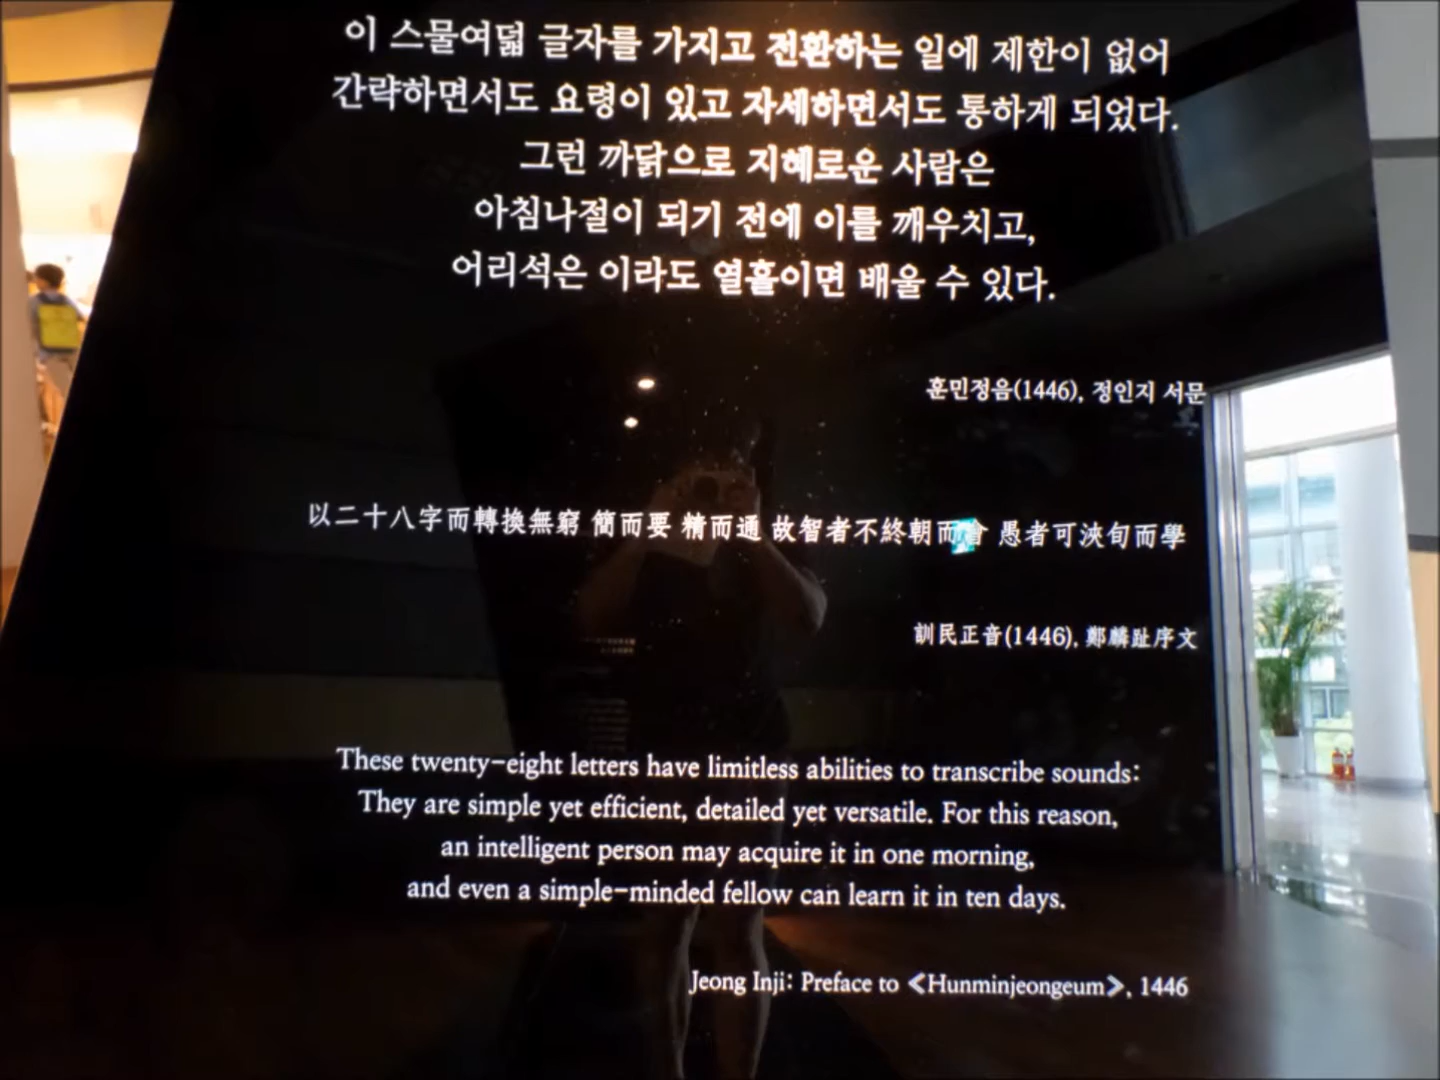 이 스물여덟 글자를 가지고 전환하는 일에 제한이 없어
간략하면서도 요령이 있고 자세하면서도 통하게 되었다.
그런 까닭으로 지혜로운 사람은
아침나절이 되기 전에 이를 깨우치고,
어리석은 이라도 열흘이면 배울 수 있다.
훈민정음(1446), 정인지 서문
以二十八字而轉換無窮 簡而要 精而通 故智者不終朝而會 愚者可浹旬而學
訓民正音(1446), 鄭麟趾序文
These twenty-eight letters have limitless abilities to transcribe sounds:
They are simple yet efficient, detailed yet versatile. For this reason,
an intelligent person may acquire it in one morning,
and even a simple-minded fellow can learn it in ten days.
Jeong Inji: Preface to <Hunminjeongeum>, 1446